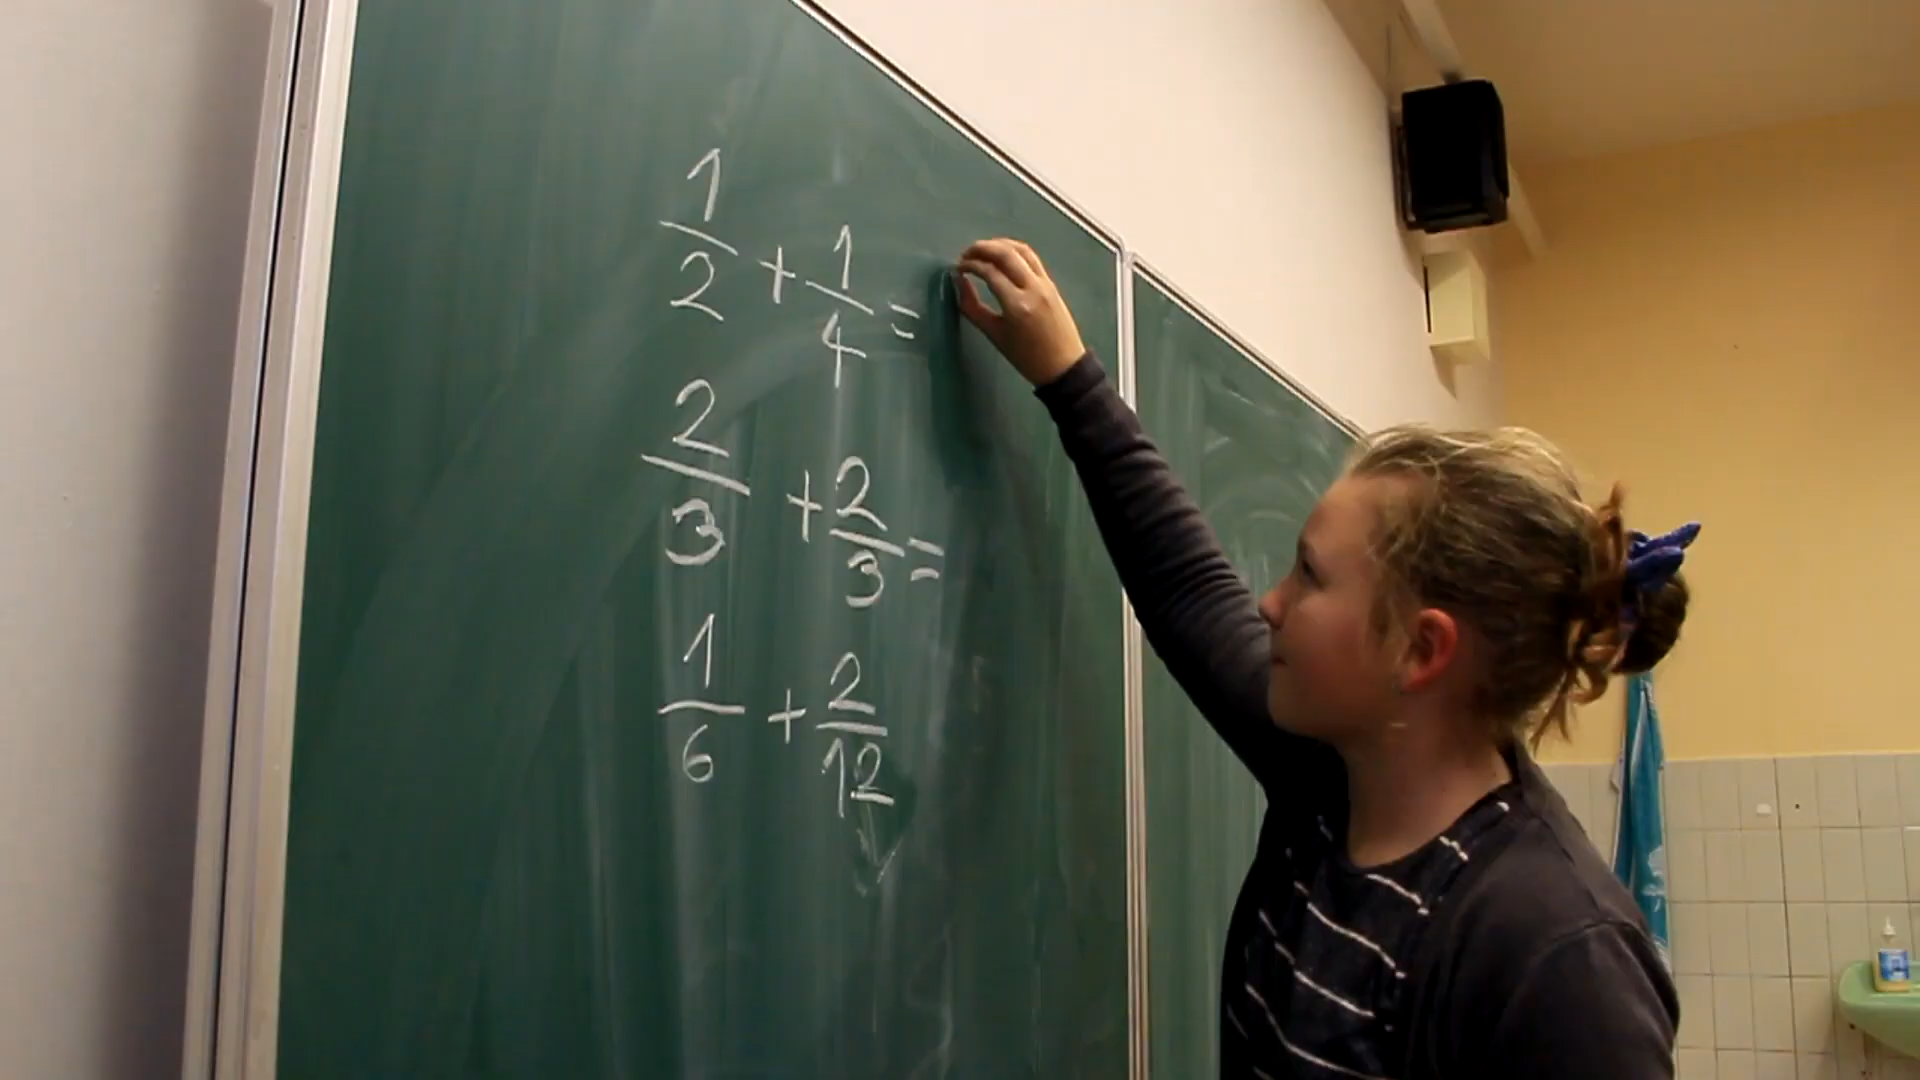 1/2 + 1/4 =
2/3 + 2/3 =
1/6 + 2/12